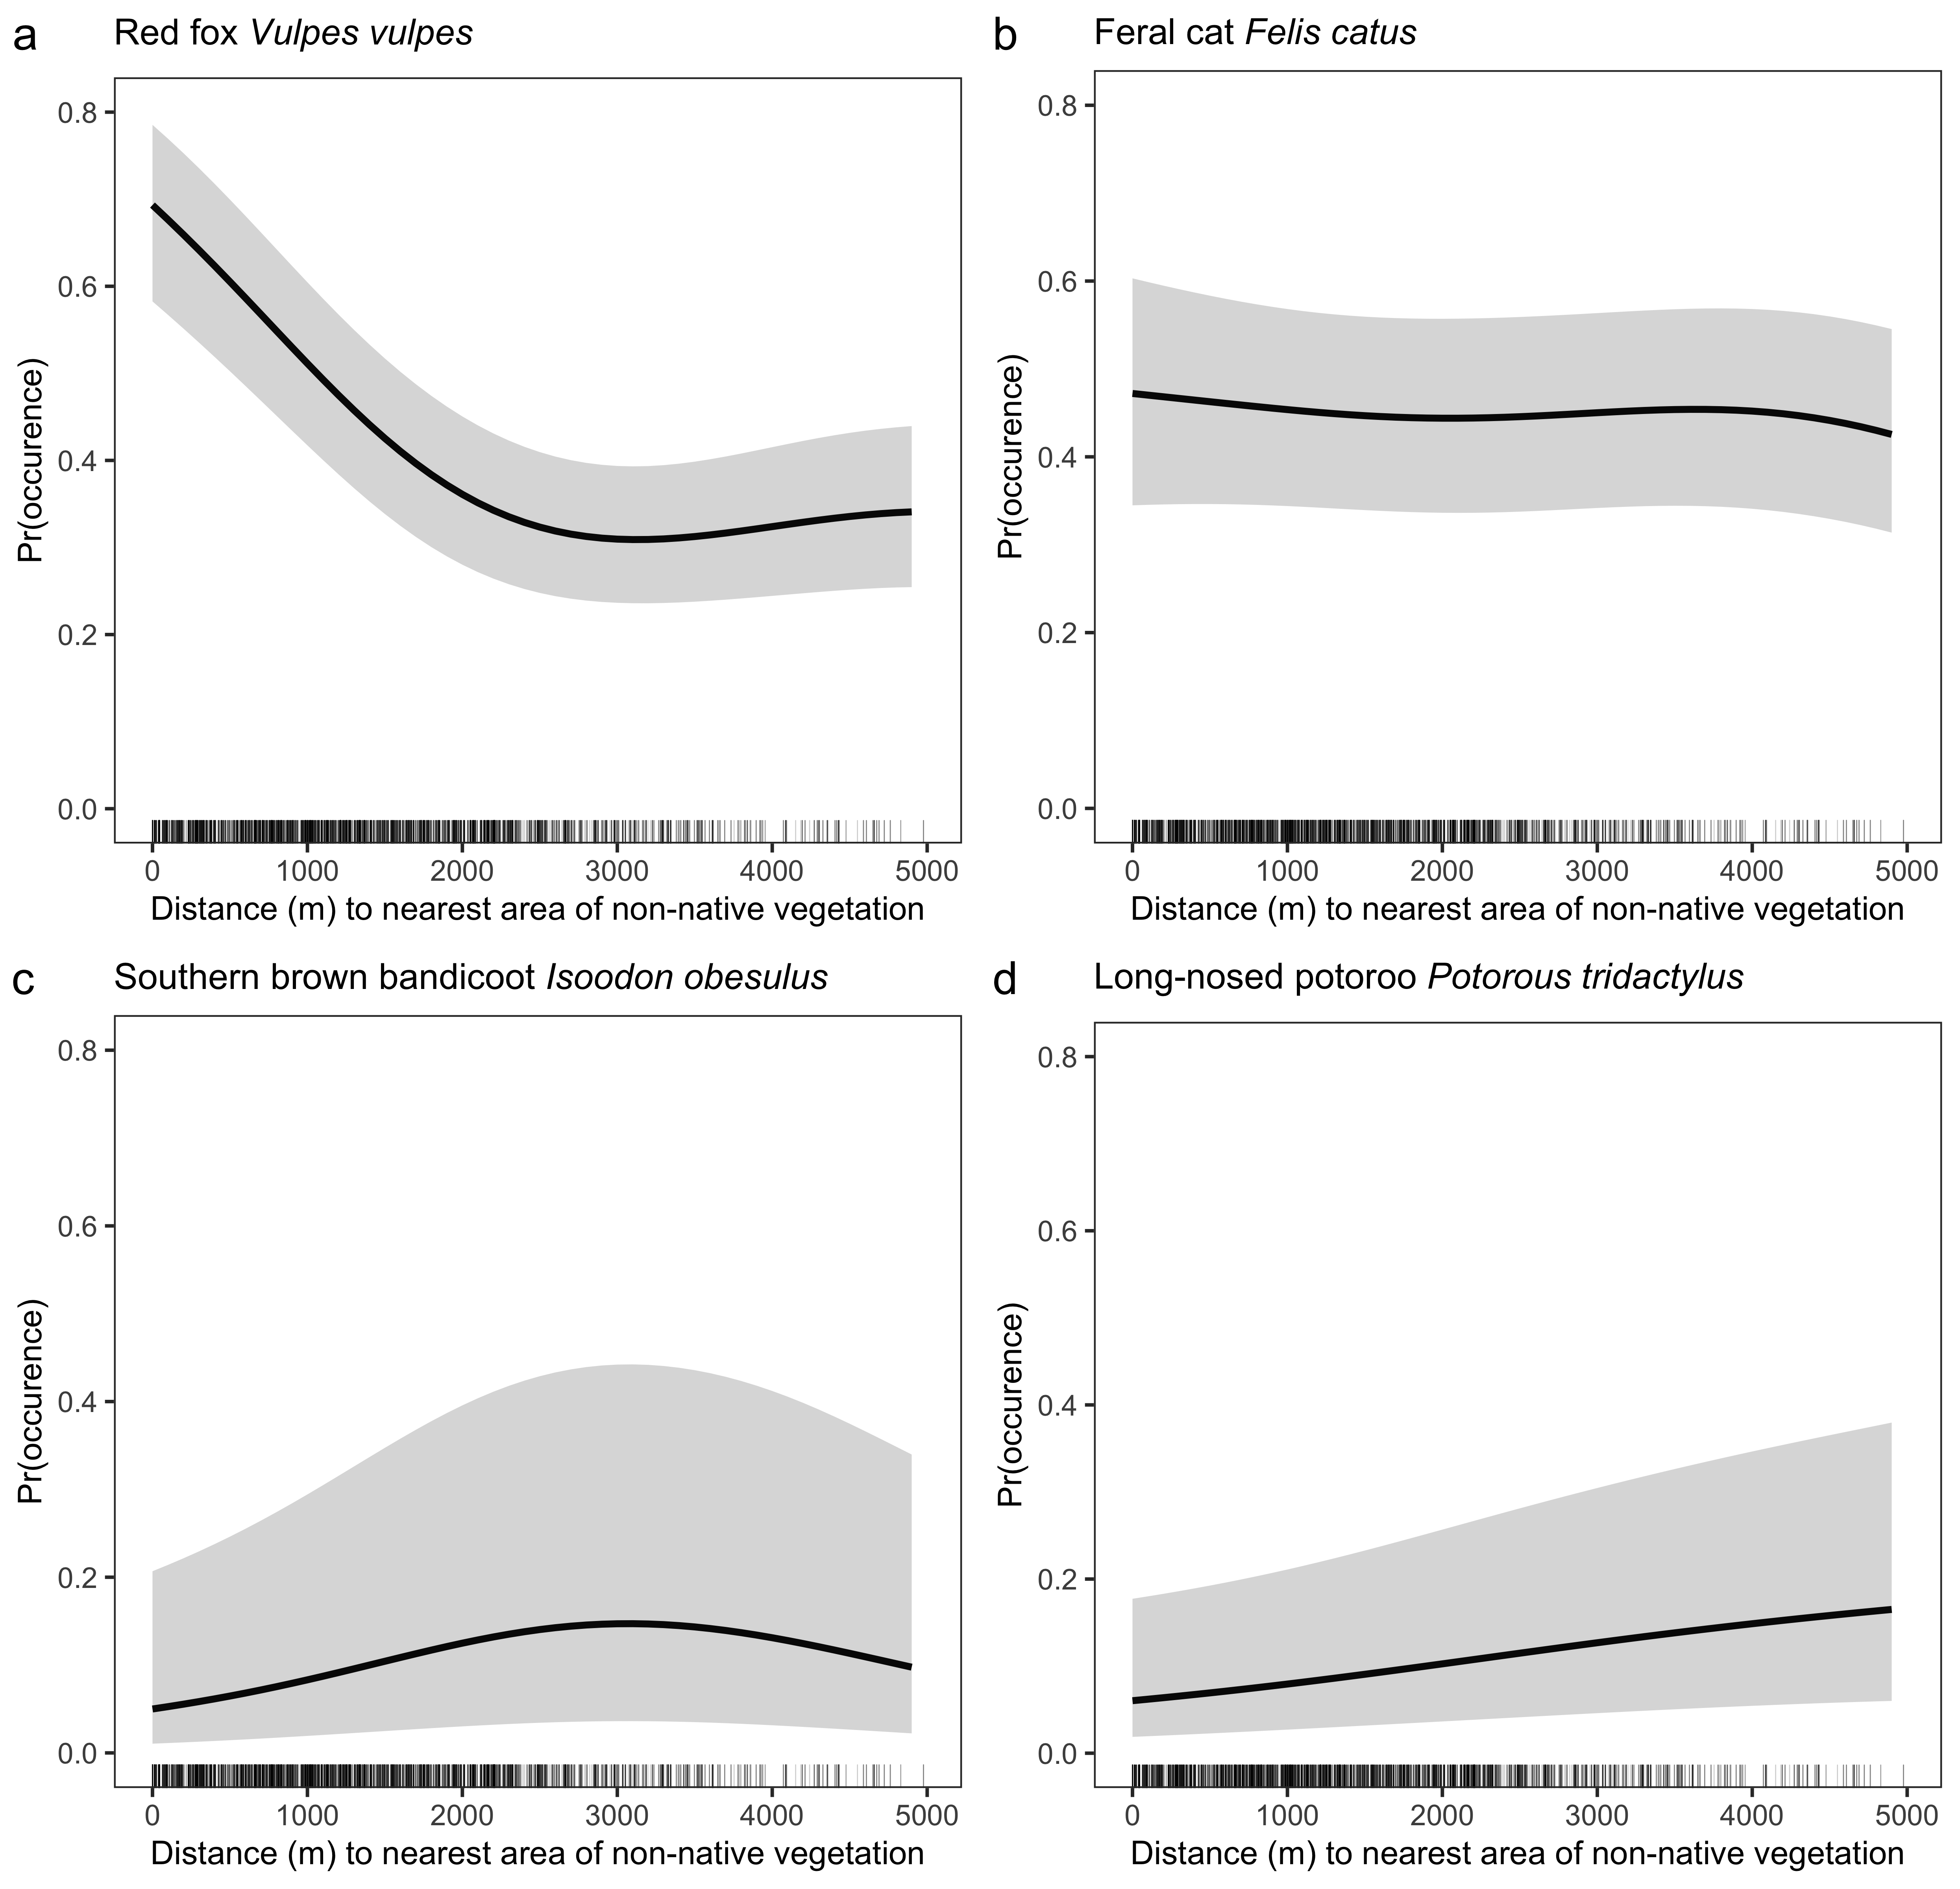 a Red fox Vulpes vulpes
Pr(occurence)
0.8
0.6
0.4
0.2
0.0
0 1000 2000 3000 4000 5000
Distance (m) to nearest area of non-native vegetation
b Feral cat Felis catus
Pr(occurence)
0.8
0.6
0.4
0.2
0.0
0 1000 2000 3000 4000 5000
Distance (m) to nearest area of non-native vegetation
c Southern brown bandicoot Isoodon obesulus
Pr(occurence)
0.8
0.6
0.4
0.2
0.0
0 1000 2000 3000 4000 5000
Distance (m) to nearest area of non-native vegetation
d Long-nosed potoroo Potorous tridactylus
Pr(occurence)
0.8
0.6
0.4
0.2
0.0
0 1000 2000 3000 4000 5000
Distance (m) to nearest area of non-native vegetation